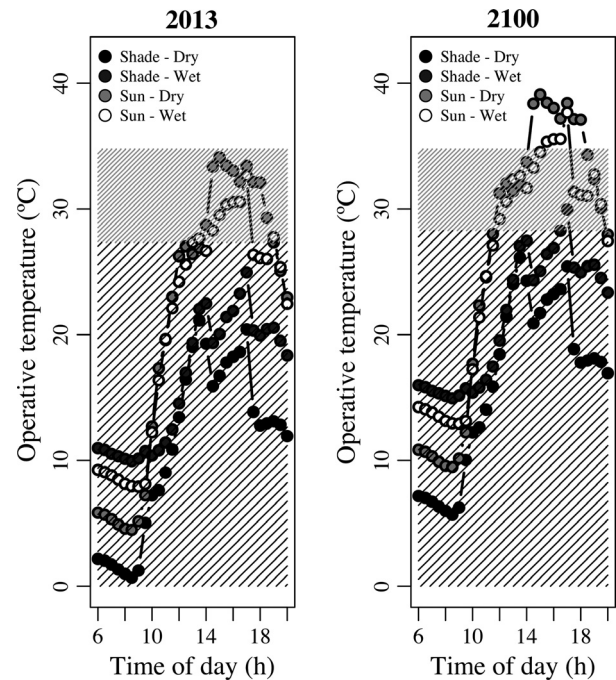 2013
2100
Shade - Dry
Shade - Wet
Sun - Dry
Sun - Wet
Shade - Dry
Shade - Wet
Sun - Dry
Sun - Wet
Operative temperature (ºC)
Operative temperature (ºC)
40
30
20
10
0
40
30
20
10
0
6 10 14 18
6 10 14 18
Time of day (h)
Time of day (h)